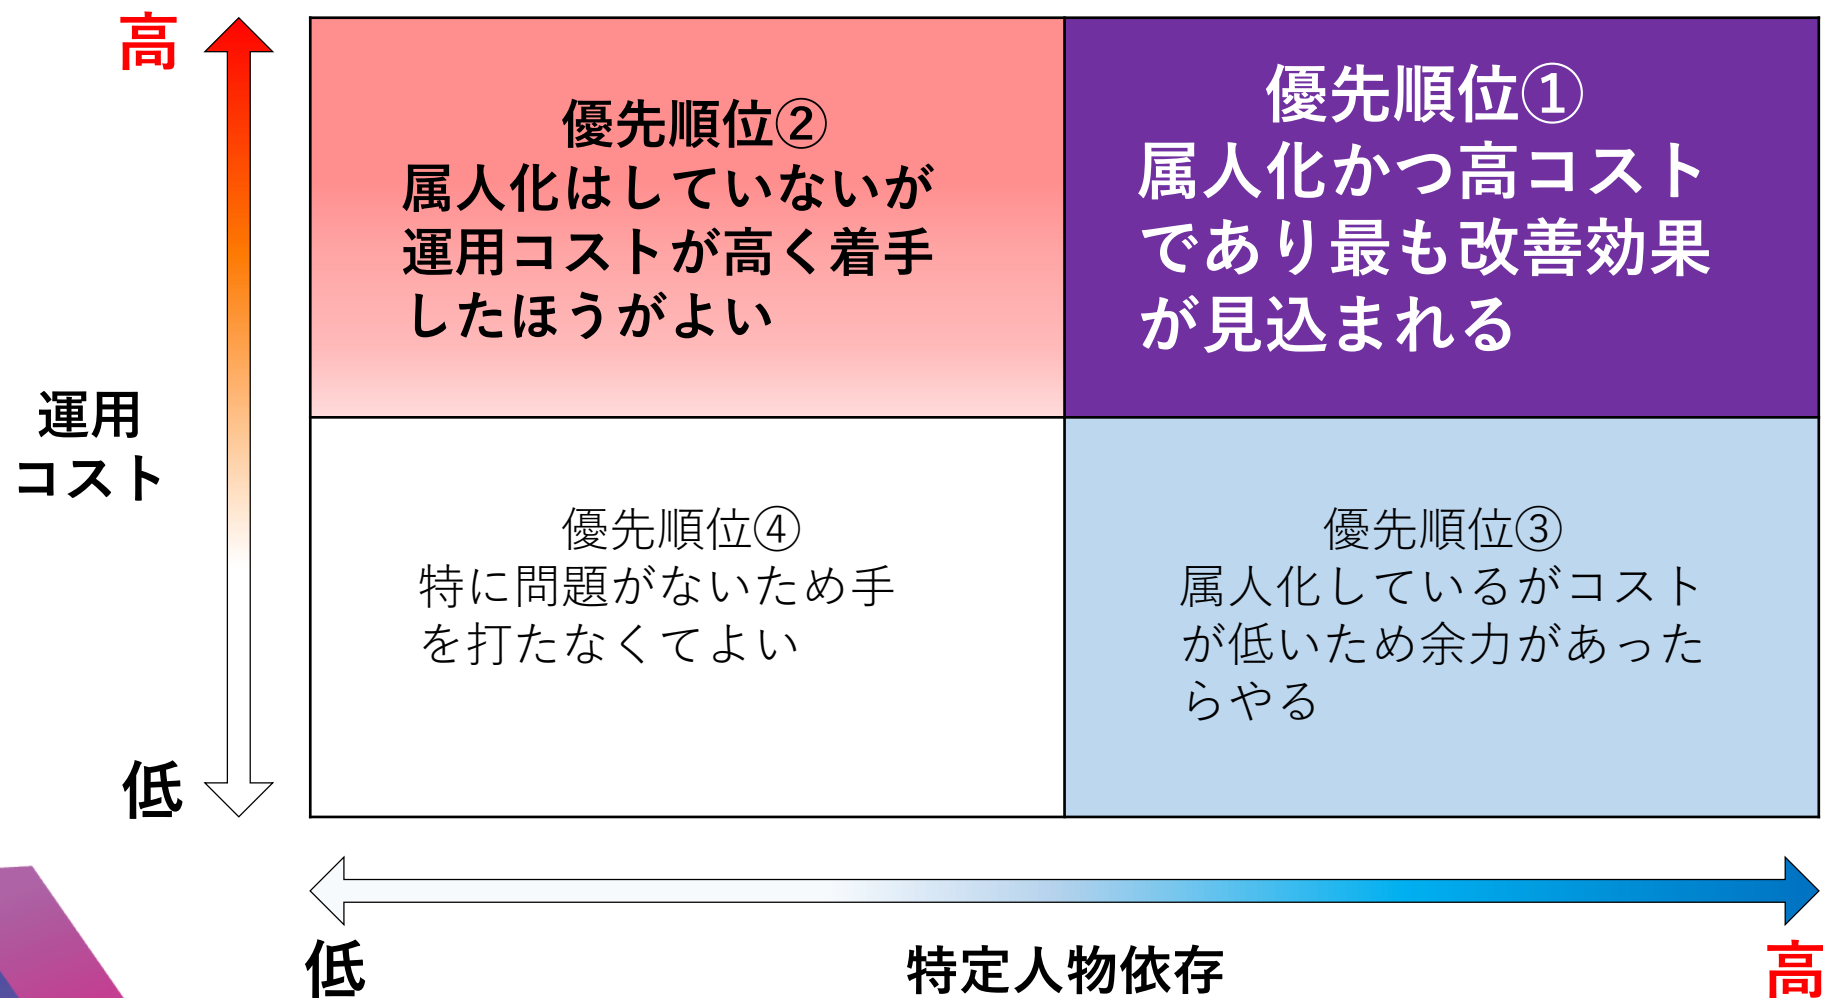 高
優先順位②
属人化はしていないが
運用コストが高く着手
したほうがよい
優先順位①
属人化かつ高コスト
であり最も改善効果
が見込まれる
運用
コスト
優先順位④
特に問題がないため手
を打たなくてよい
優先順位③
属人化しているがコスト
が低いため余力があった
らやる
低
低
特定人物依存
高